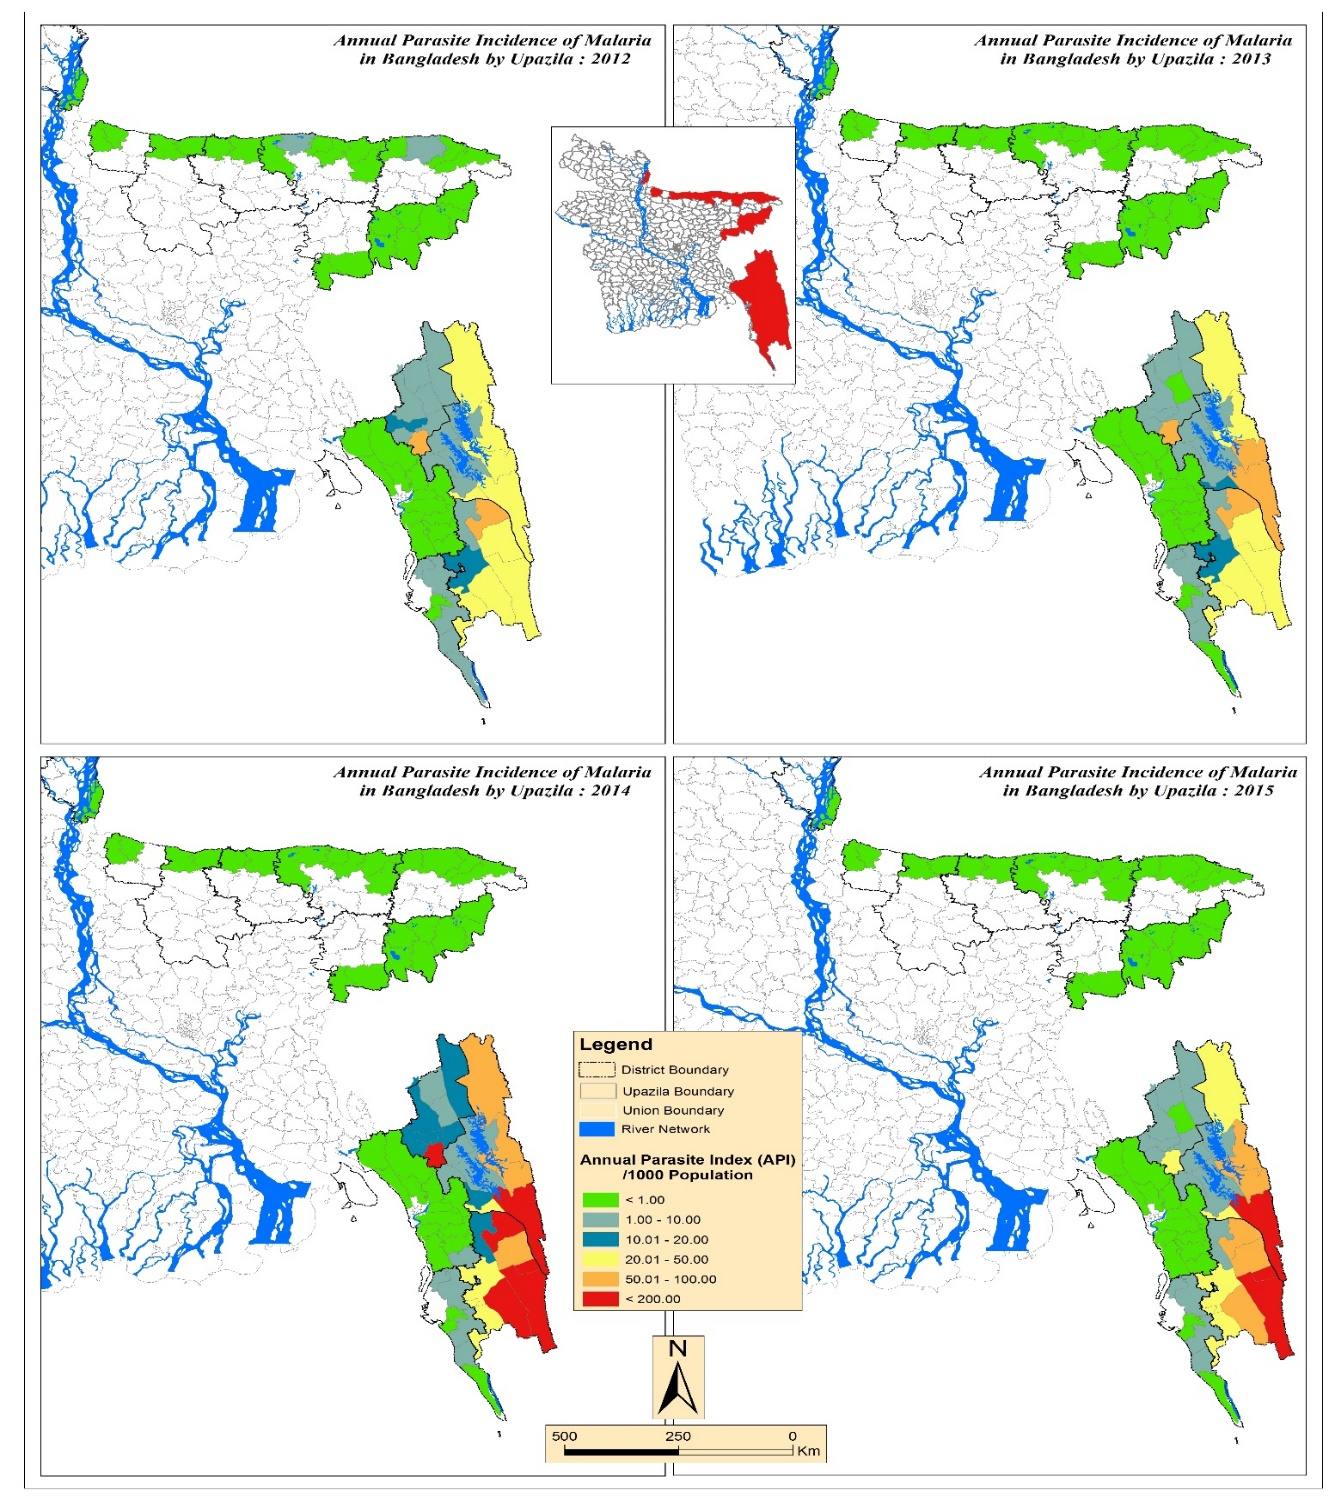 Annual Parasite Incidence of Malaria
in Bangladesh by Upazila : 2012
Annual Parasite Incidence of Malaria
in Bangladesh by Upazila : 2013
Annual Parasite Incidence of Malaria
in Bangladesh by Upazila : 2014
Annual Parasite Incidence of Malaria
in Bangladesh by Upazila : 2015
Legend
District Boundary
Upazila Boundary
Union Boundary
River Network
Annual Parasite Index (API)
/1000 Population
< 1.00
1.00 - 10.00
10.01 - 20.00
20.01 - 50.00
50.01 - 100.00
< 200.00
N
500 250 0
Km